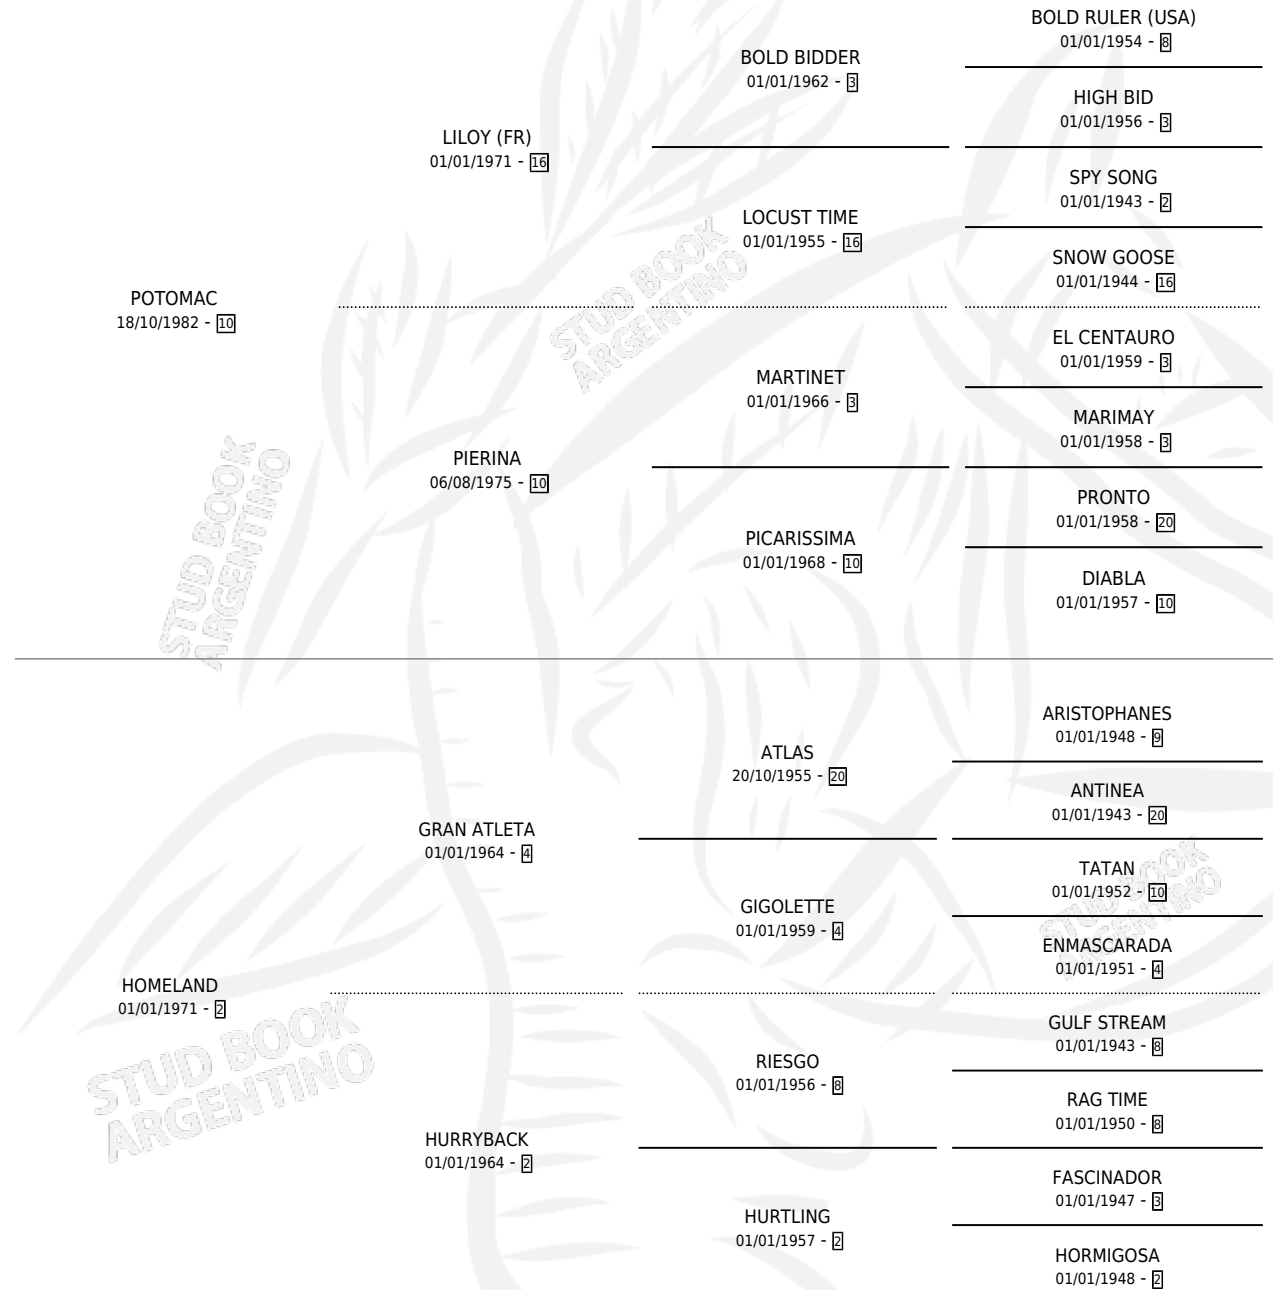 BOLD RULER (USA)
01/01/1954 - 8
BOLD BIDDER
01/01/1962 - 3
HIGH BID
01/01/1956 - 3
LILOY (FR)
01/01/1971 - 16
SPY SONG
01/01/1943 - 2
LOCUST TIME
01/01/1955 - 16
SNOW GOOSE
01/01/1944 - 16
POTOMAC
18/10/1982 - 10
EL CENTAURO
01/01/1959 - 3
MARTINET
01/01/1966 - 3
MARIMAY
01/01/1958 - 3
PIERINA
06/08/1975 - 10
PRONTO
01/01/1958 - 20
PICARISSIMA
01/01/1968 - 10
DIABLA
01/01/1957 - 10
ARISTOPHANES
01/01/1948 - 9
ATLAS
20/10/1955 - 20
ANTINEA
01/01/1943 - 20
GRAN ATLETA
01/01/1964 - 4
TATAN
01/01/1952 - 10
GIGOLETTE
01/01/1959 - 4
ENMASCARADA
01/01/1951 - 4
HOMELAND
01/01/1971 - 2
GULF STREAM
01/01/1943 - 8
RIESGO
01/01/1956 - 8
RAG TIME
01/01/1950 - 8
HURRYBACK
01/01/1964 - 2
FASCINADOR
01/01/1947 - 3
HURTLING
01/01/1957 - 2
HORMIGOSA
01/01/1948 - 2
STUD BOOK
ARGENTINO
STUD BOOK
ARGENTINO
STUD BOOK
ARGENTINO
STUD BOOK
ARGENTINO